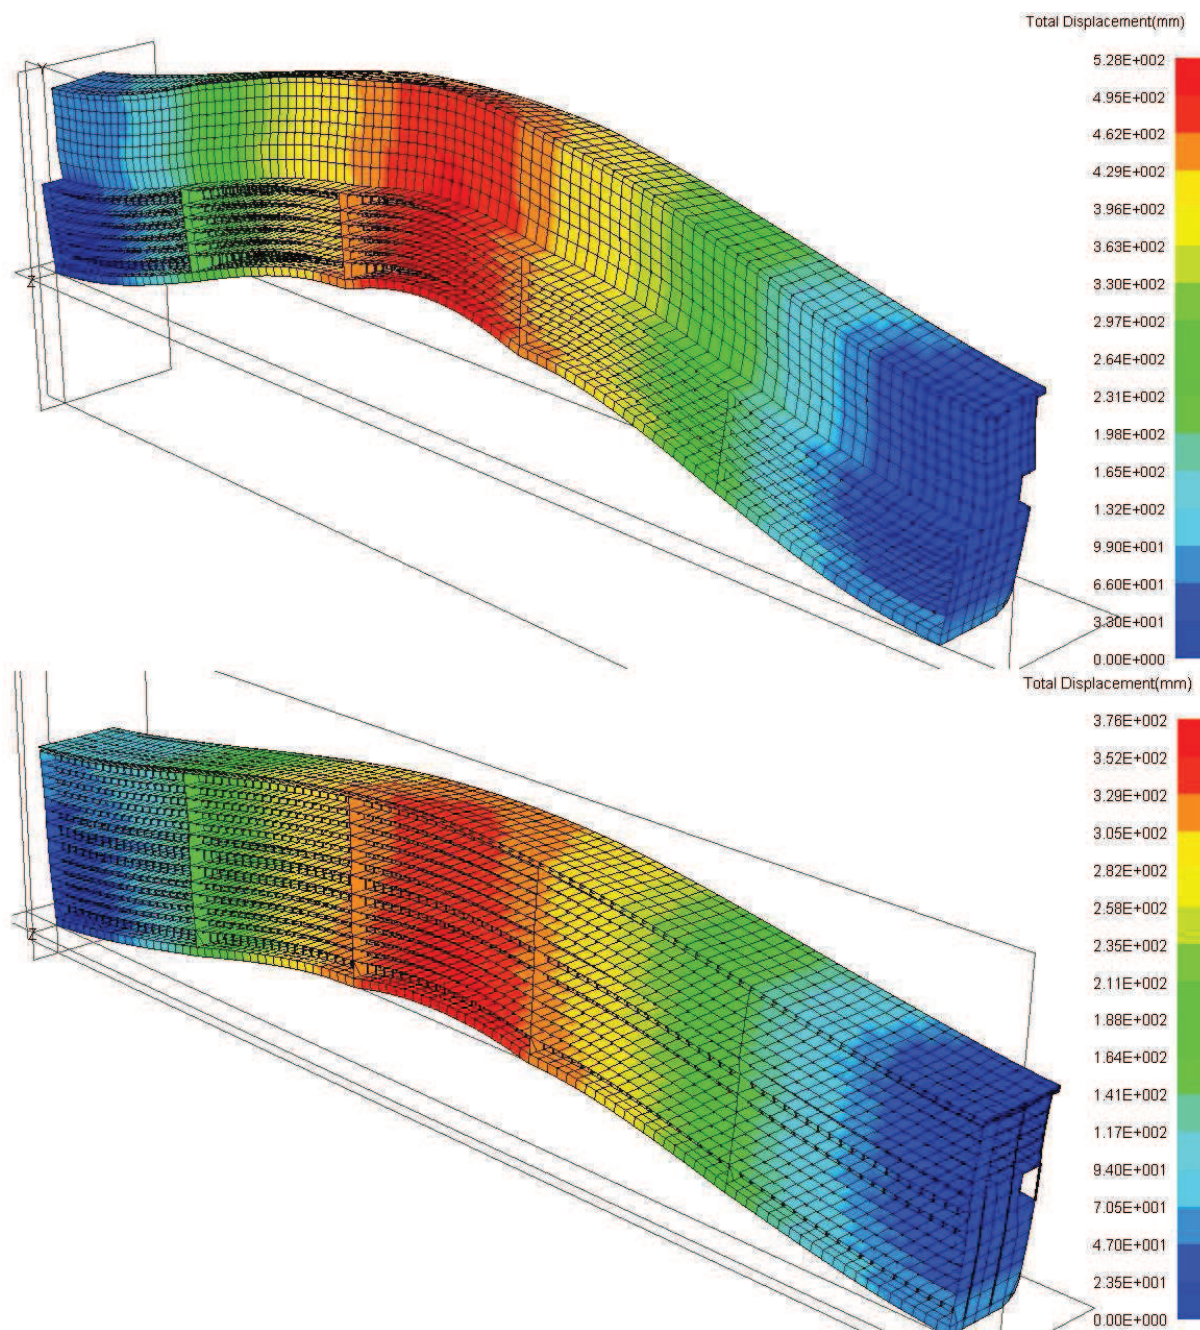 Total Displacement(mm)
5.28E+002
4.95E+002
4.62E+002
4.29E+002
3.96E+002
3.63E+002
3.30E+002
2.97E+002
2.64E+002
2.31E+002
1.98E+002
1.65E+002
1.32E+002
9.90E+001
6.60E+001
3.30E+001
0.00E+000
Y
Z
Total Displacement(mm)
3.76E+002
3.52E+002
3.29E+002
3.05E+002
2.82E+002
2.58E+002
2.35E+002
2.11E+002
1.88E+002
1.64E+002
1.41E+002
1.17E+002
9.40E+001
7.05E+001
4.70E+001
2.35E+001
0.00E+000
Z